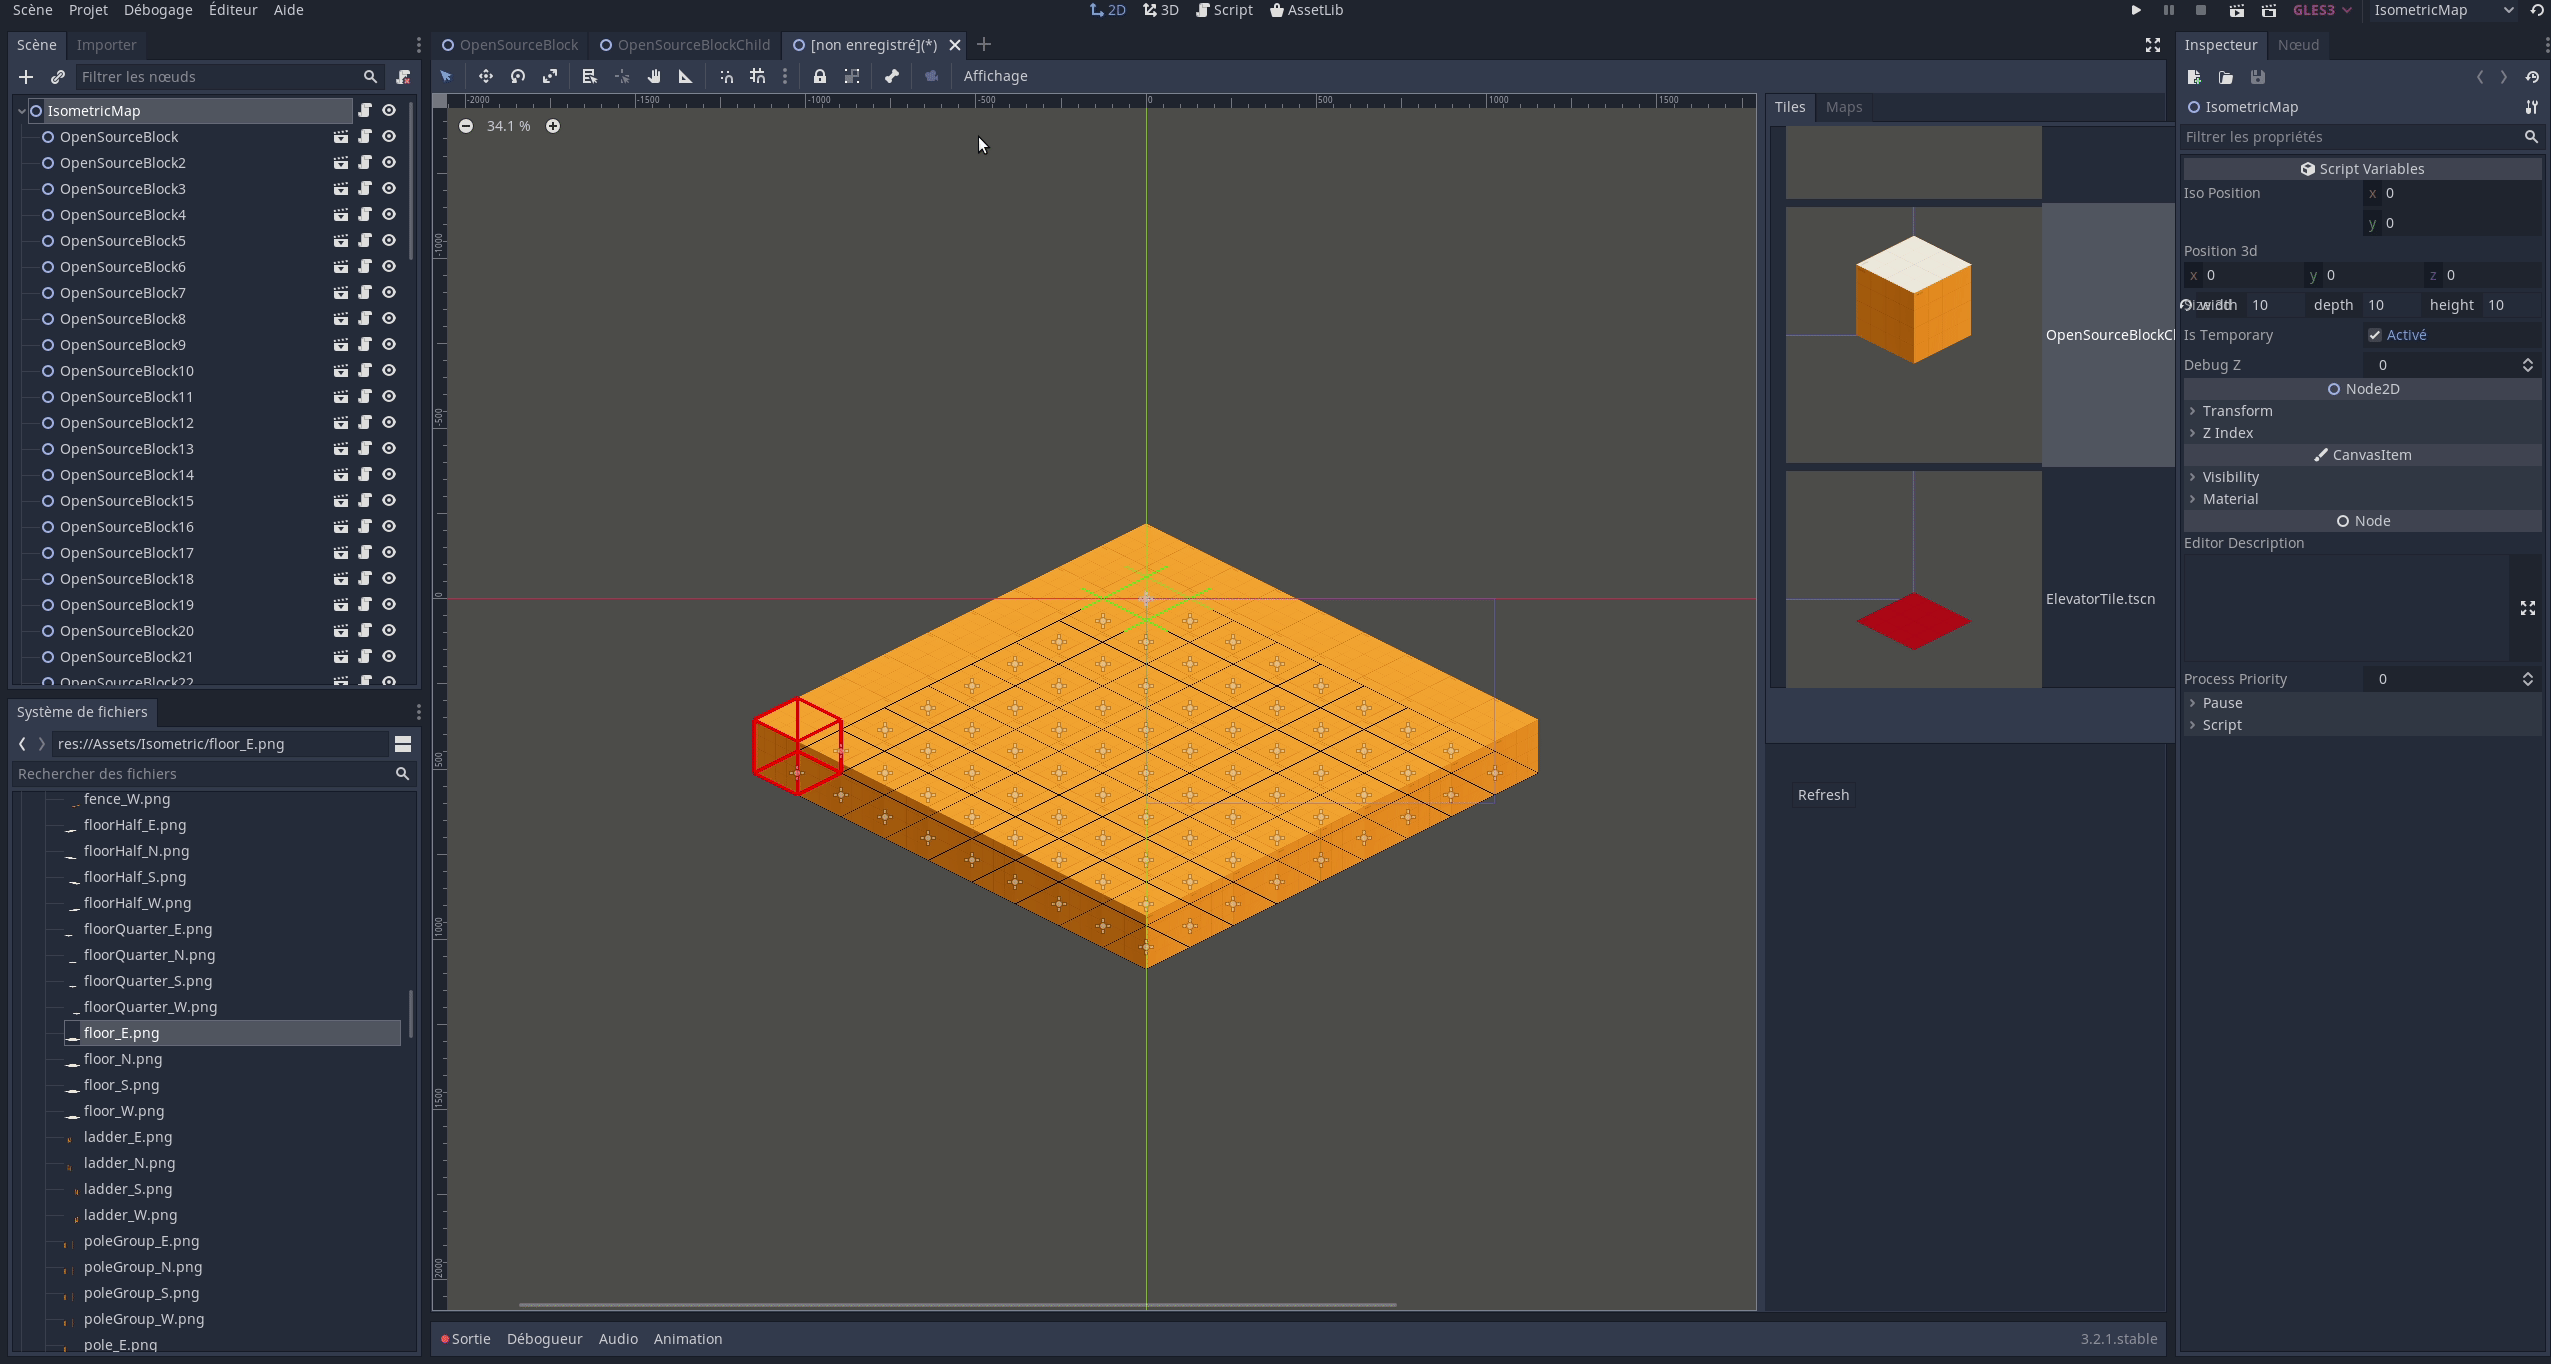 Scène Projet Débogage Éditeur Aide
2D 3D Script AssetLib
GLES3 IsometricMap
Scène Importer
Filtrer les nœuds
IsometricMap
OpenSourceBlock
OpenSourceBlock2
OpenSourceBlock3
OpenSourceBlock4
OpenSourceBlock5
OpenSourceBlock6
OpenSourceBlock7
OpenSourceBlock8
OpenSourceBlock9
OpenSourceBlock10
OpenSourceBlock11
OpenSourceBlock12
OpenSourceBlock13
OpenSourceBlock14
OpenSourceBlock15
OpenSourceBlock16
OpenSourceBlock17
OpenSourceBlock18
OpenSourceBlock19
OpenSourceBlock20
OpenSourceBlock21
OpenSourceBlock22
Système de fichiers
res://Assets/Isometric/floor_E.png
Rechercher des fichiers
fence_W.png
floorHalf_E.png
floorHalf_N.png
floorHalf_S.png
floorHalf_W.png
floorQuarter_E.png
floorQuarter_N.png
floorQuarter_S.png
floorQuarter_W.png
floor_E.png
floor_N.png
floor_S.png
floor_W.png
ladder_E.png
ladder_N.png
ladder_S.png
ladder_W.png
poleGroup_E.png
poleGroup_N.png
poleGroup_S.png
poleGroup_W.png
pole_E.png
OpenSourceBlock OpenSourceBlockChild [non enregistré](*)
Affichage
-2000 -1500 -1000 -500 0 500 1000 1500
34.1 %
-1000
-500
0
500
1000
1500
2000
Tiles Maps
OpenSourceBlockCl
ElevatorTile.tscn
Refresh
Sortie Débogueur Audio Animation
3.2.1.stable
Inspecteur Nœud
IsometricMap
Filtrer les propriétés
Script Variables
Iso Position x 0
y 0
Position 3d
x 0 y 0 z 0
width 10 depth 10 height 10
Is Temporary Activé
Debug Z 0
Node2D
Transform
Z Index
CanvasItem
Visibility
Material
Node
Editor Description
Process Priority 0
Pause
Script